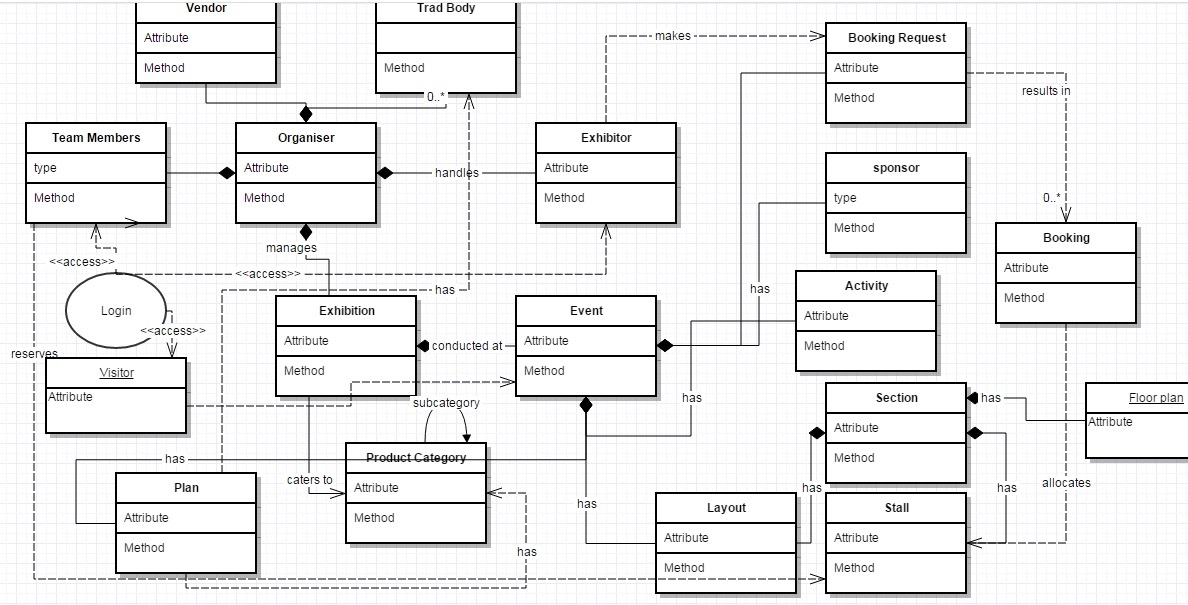 Vendor
Attribute
Method
Trad Body
Method
0..*
makes
Booking Request
Attribute
Method
results in
0..*
Team Members
type
Method
Organiser
Attribute
Method
handles
Exhibitor
Attribute
Method
sponsor
type
Method
Booking
Attribute
Method
manages
<<access>>
<<access>>
has
has
Login
<<access>>
Exhibition
Attribute
Method
conducted at
Event
Attribute
Method
Activity
Attribute
Method
reserves
Visitor
Attribute
subcategory
has
Section
Attribute
Method
has
Floor plan
Attribute
has
Product Category
Attribute
Method
caters to
Plan
Attribute
Method
has
has
has
has
allocates
Layout
Attribute
Method
Stall
Attribute
Method